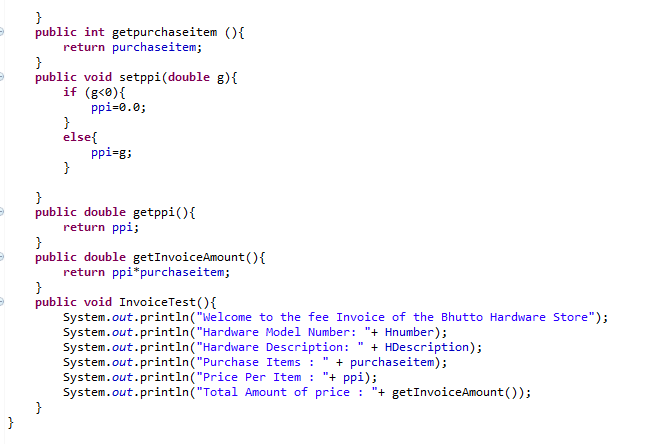 }
public int getpurchaseitem (){
return purchaseitem;
}
public void setppi(double g){
if (g<0){
ppi=0.0;
}
else{
ppi=g;
}
}
public double getppi(){
return ppi;
}
public double getInvoiceAmount(){
return ppi*purchaseitem;
}
public void InvoiceTest(){
System.out.println("Welcome to the fee Invoice of the Bhutto Hardware Store");
System.out.println("Hardware Model Number: "+ Hnumber);
System.out.println("Hardware Description: " + HDescription);
System.out.println("Purchase Items : " + purchaseitem);
System.out.println("Price Per Item : "+ ppi);
System.out.println("Total Amount of price : "+ getInvoiceAmount());
}
}